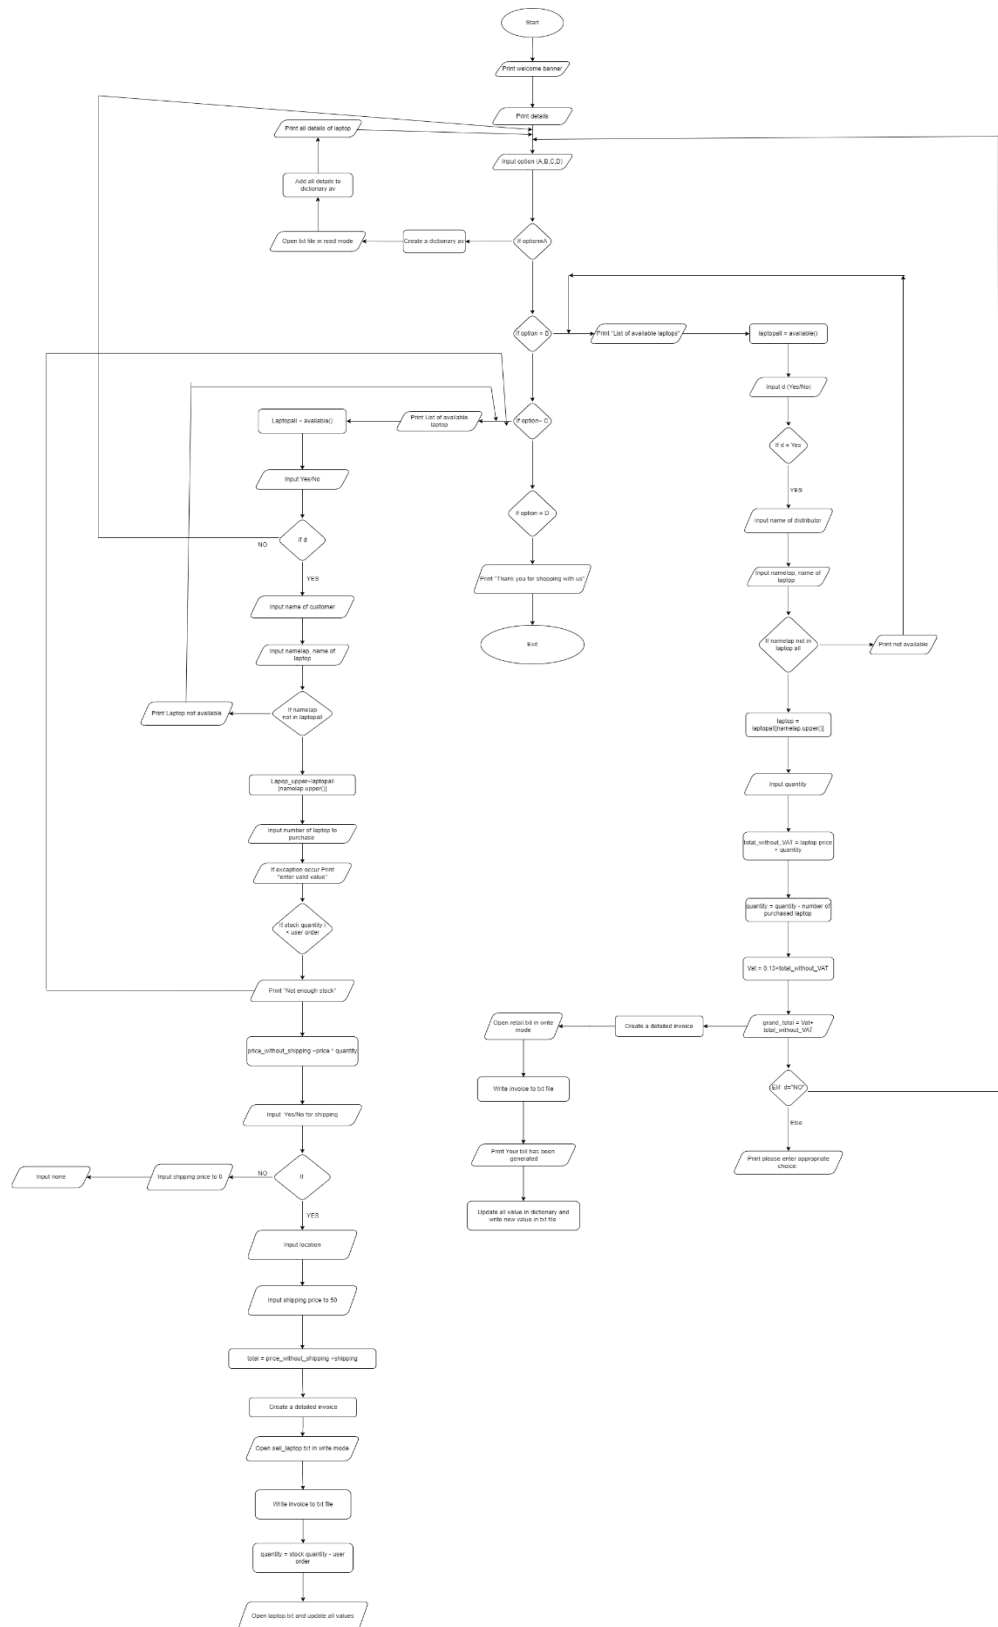 Start
Print welcome banner
Print details
Print all details of laptop
Input option (A,B,C,D)
Add all details to
dictionary av
Open txt file in read mode
Create a dictionary av
If option=A
If option = B
Print "List of available laptops"
laptopall = available()
Input d (Yes/No)
If d = Yes
YES
Input name of distributor
Input namelap, name of
laptop
If namelap not in
laptop all
Print not available
laptop =
laptopall[namelap.upper()]
Input quantity
total_without_VAT = laptop price
× quantity
quantity = quantity - number of
purchased laptop
Vat = 0.13×total_without_VAT
grand_total = Vat+
total_without_VAT
Create a detailed invoice
Open retail.txt in write
mode
Write invoice to txt file
Print Your bill has been
generated
Update all value in dictionary and
write new value in txt file
Elif d="NO"
Else
Print please enter appropriate
choice.
If option= C
Print List of available
laptop
Laptopall = available()
Input Yes/No
If d
NO
YES
Input name of customer
Input namelap, name of
laptop
If namelap
not in laptopall
Print Laptop not available
Lapop_upper=laptopall
[namelap.upper()]
Input number of laptop to
purchase
If exception occur Print
"enter valid value"
If stock quantity i
< user order
Print "Not enough stock"
price_without_shipping =price * quantity
Input Yes/No for shipping
If
NO
Input shipping price to 0
Input none
YES
Input location
Input shipping price to 50
total = price_without_shipping +shipping
Create a detailed invoice
Open sell_laptop.txt in write mode
Write invoice to txt file
quantity = stock quantity - user
order
Open laptop.txt and update all values
If option = D
Print "Thank you for shopping with us"
Exit